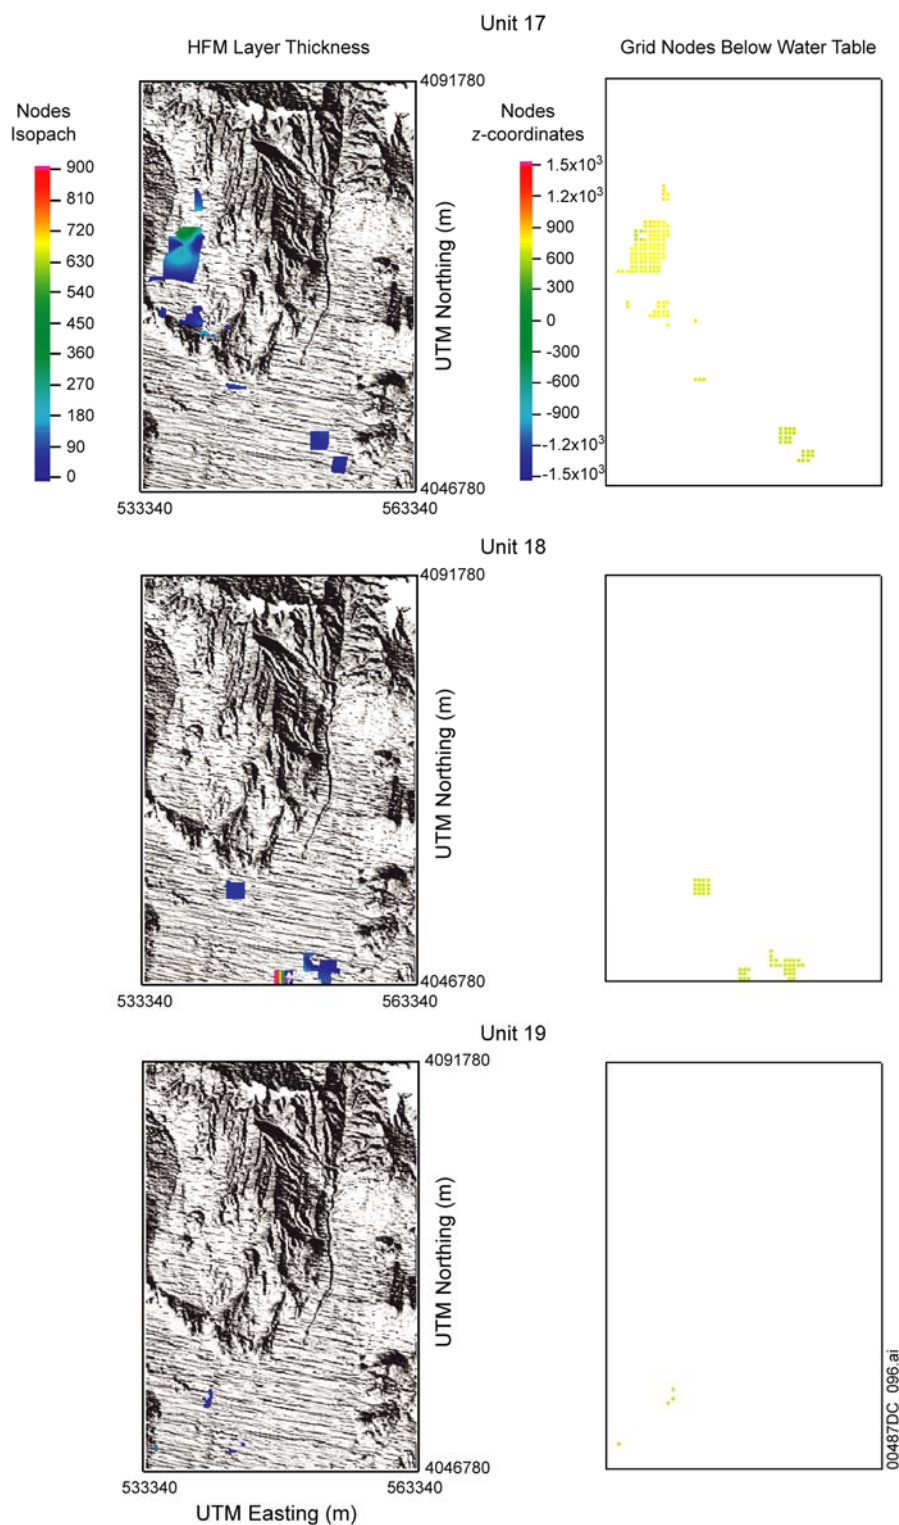 Unit 17
HFM Layer Thickness
Grid Nodes Below Water Table
Nodes
Isopach
900
810
720
630
540
450
360
270
180
90
0
4091780
UTM Northing (m)
4046780
533340
563340
Nodes
z-coordinates
1.5x10³
1.2x10³
900
600
300
0
-300
-600
-900
-1.2x10³
-1.5x10³
Unit 18
4091780
UTM Northing (m)
4046780
533340
563340
Unit 19
4091780
UTM Northing (m)
4046780
533340
563340
UTM Easting (m)
00487DC_096.ai